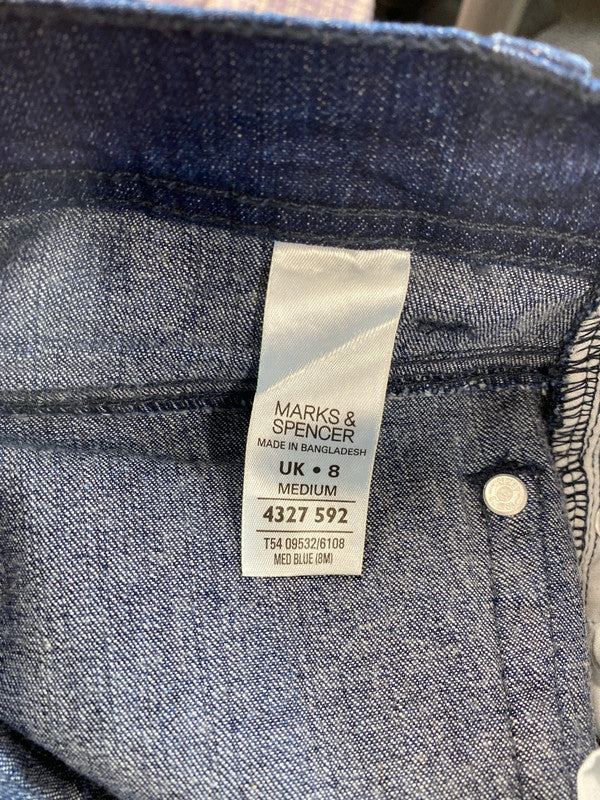 MARKS &
SPENCER
MADE IN BANGLADESH
UK • 8
MEDIUM
4327 592
T54 09532/6108
MED BLUE (8M)